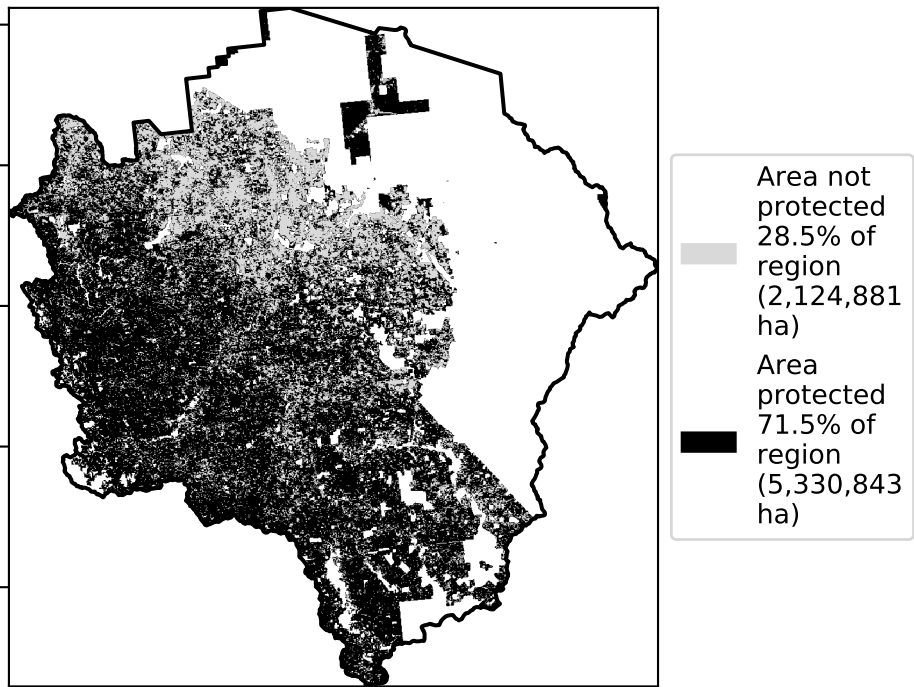 Area not
protected
28.5% of
region
(2,124,881
ha)
Area
protected
71.5% of
region
(5,330,843
ha)